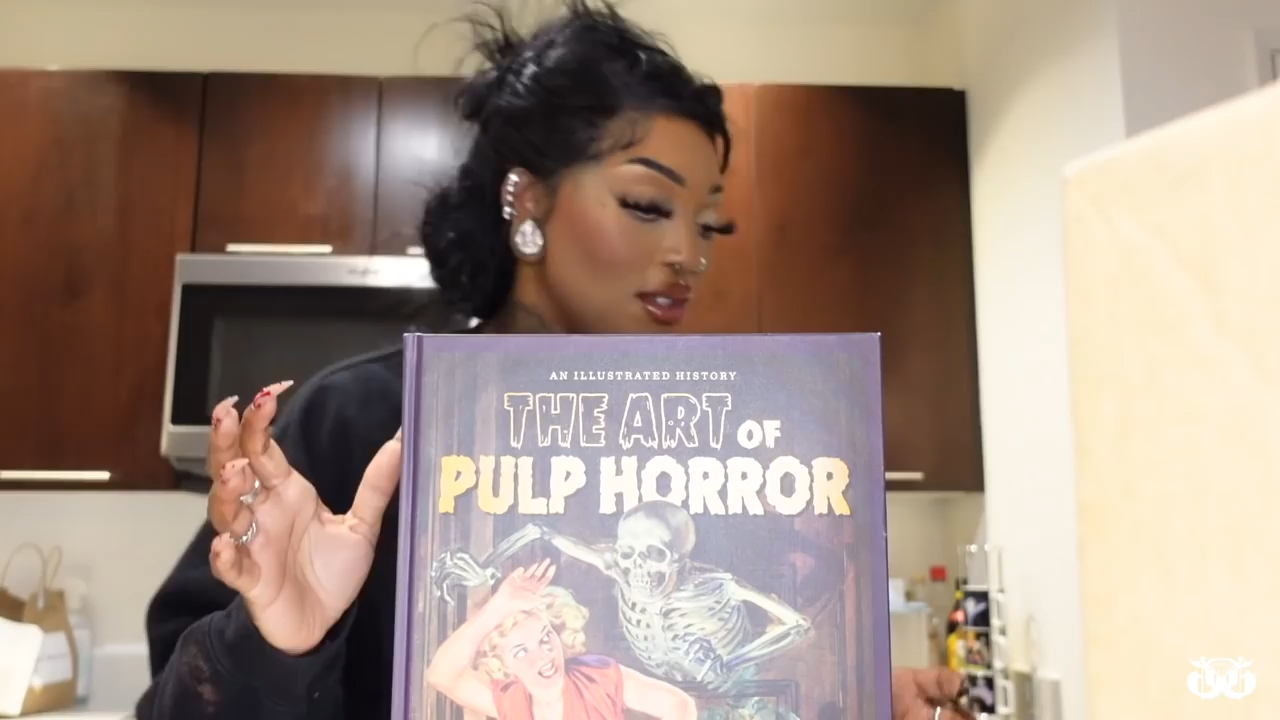 AN ILLUSTRATED HISTORY
THE ART OF
PULP HORROR